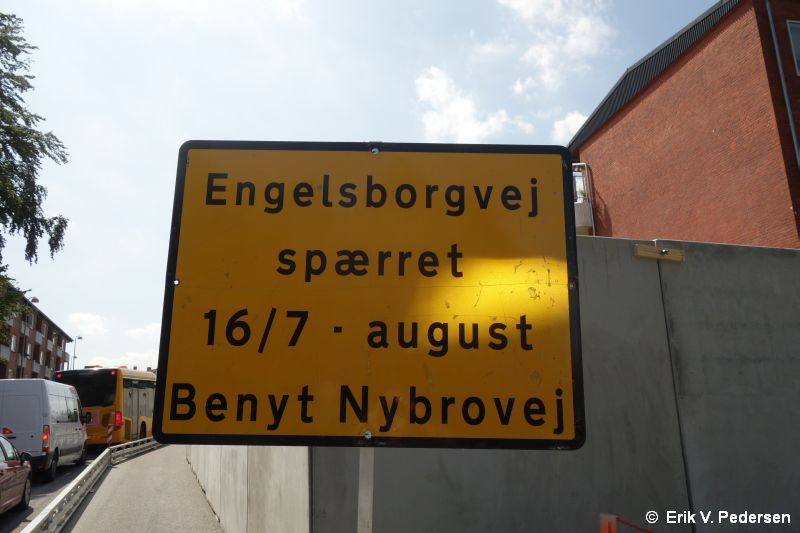 Engelsborgvej
spærret
16/7 - august
Benyt Nybrovej
© Erik V. Pedersen